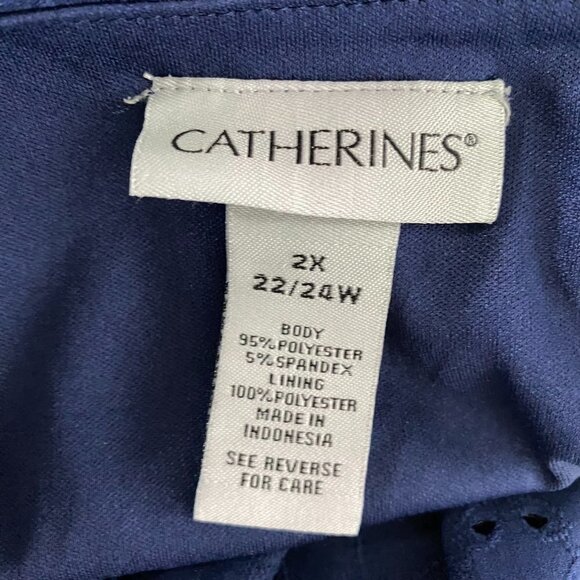 CATHERINES®
2X
22/24W
BODY
95%POLYESTER
5%SPANDEX
LINING
100%POLYESTER
MADE IN
INDONESIA
SEE REVERSE
FOR CARE